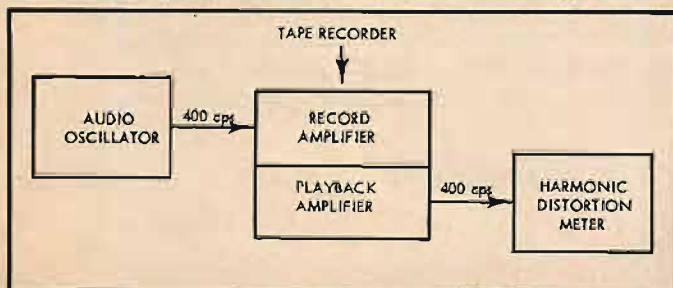 TAPE RECORDER
AUDIO
OSCILLATOR
400 cps
RECORD
AMPLIFIER
PLAYBACK
AMPLIFIER
400 cps
HARMONIC
DISTORTION
METER